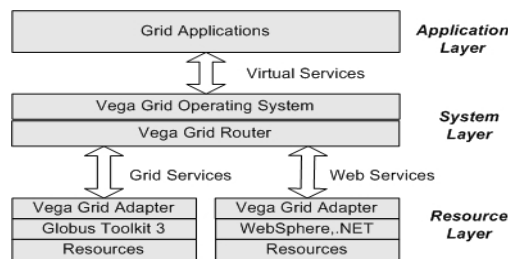 Grid Applications
Application
Layer
Virtual Services
Vega Grid Operating System
Vega Grid Router
System
Layer
Grid Services
Web Services
Vega Grid Adapter
Globus Toolkit 3
Resources
Vega Grid Adapter
WebSphere,.NET
Resources
Resource
Layer